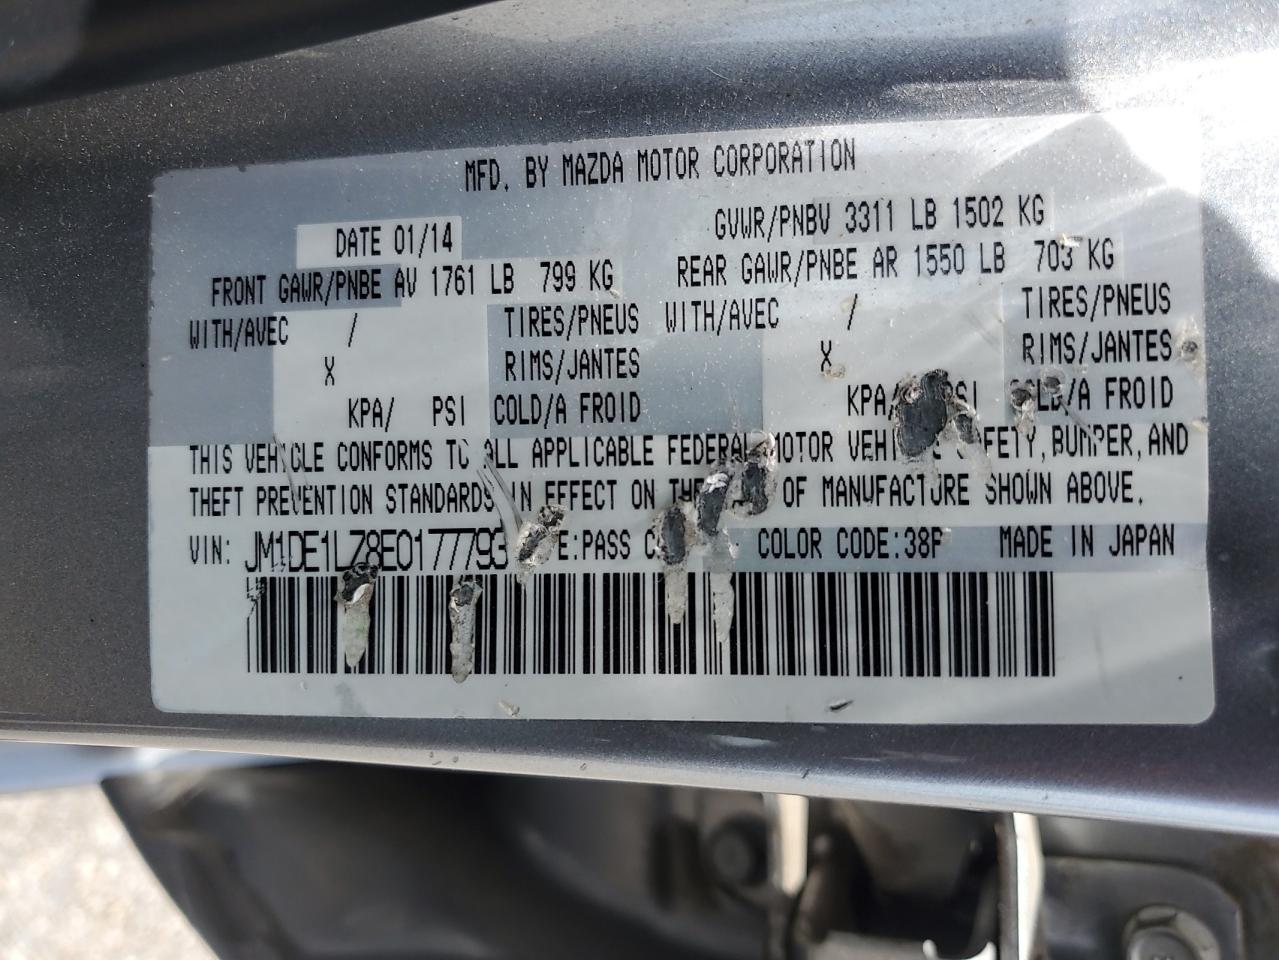 MFD. BY MAZDA MOTOR CORPORATION
DATE 01/14 GVWR/PNBV 3311 LB 1502 KG
FRONT GAWR/PNBE AV 1761 LB 799 KG REAR GAWR/PNBE AR 1550 LB 703 KG
WITH/AVEC / TIRES/PNEUS WITH/AVEC / TIRES/PNEUS
X RIMS/JANTES X RIMS/JANTES
KPA/ PSI COLD/A FROID KPA/ PSI COLD/A FROID
THIS VEHICLE CONFORMS TO ALL APPLICABLE FEDERAL MOTOR VEHICLE SAFETY, BUMPER, AND
THEFT PREVENTION STANDARDS IN EFFECT ON THE OF MANUFACTURE SHOWN ABOVE.
VIN: JM1DE1LZ8E0177793 E:PASS COLOR CODE:38P MADE IN JAPAN